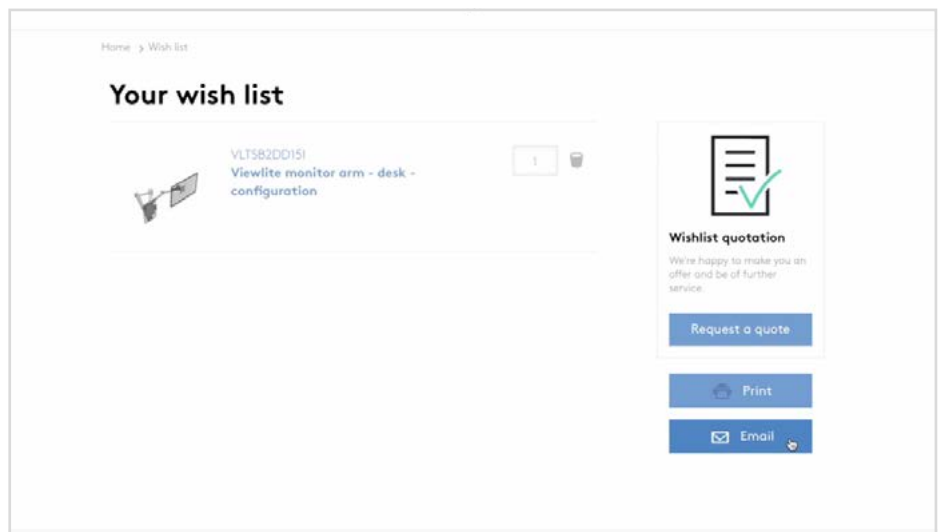 Home > Wish list
Your wish list
VLTSB2DD15I
Viewlite monitor arm - desk -
configuration
1
Wishlist quotation
We're happy to make you an
offer and be of further
service.
Request a quote
Print
Email